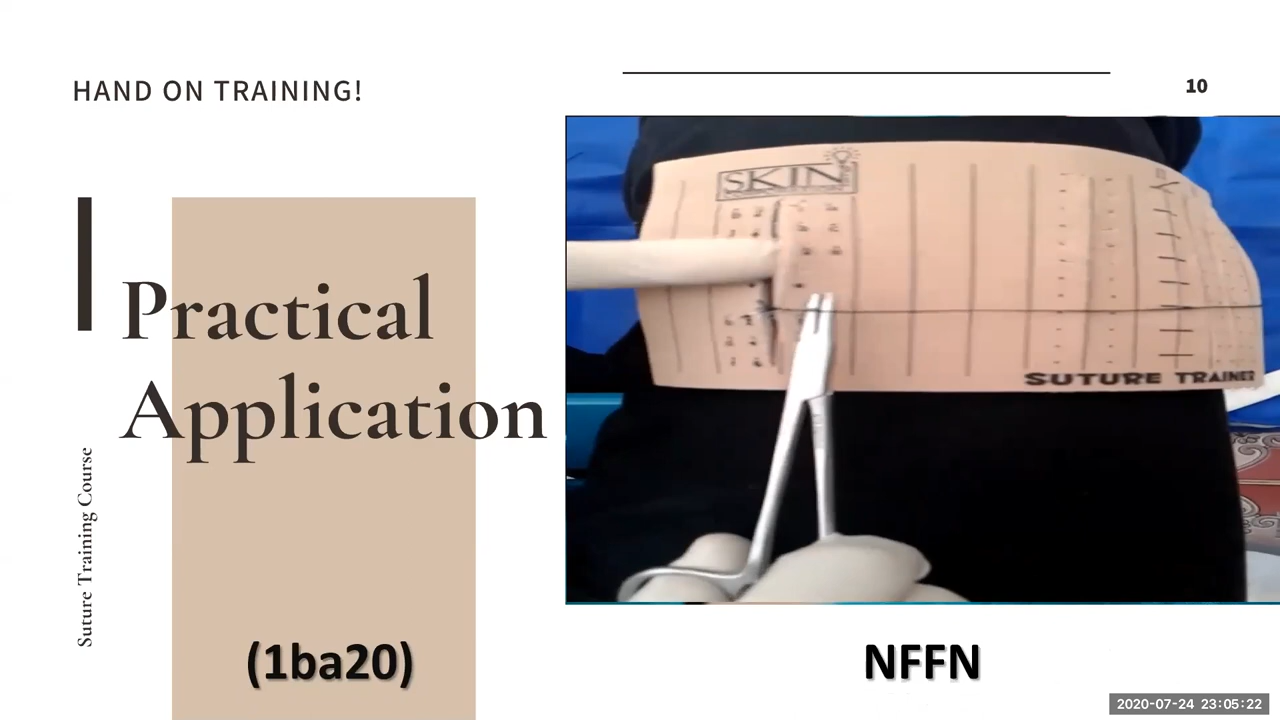 HAND ON TRAINING!
10
Practical
Application
Suture Training Course
SKIN
SUTURE TRAINER
(1ba20)
NFFN
2020-07-24 23:05:22